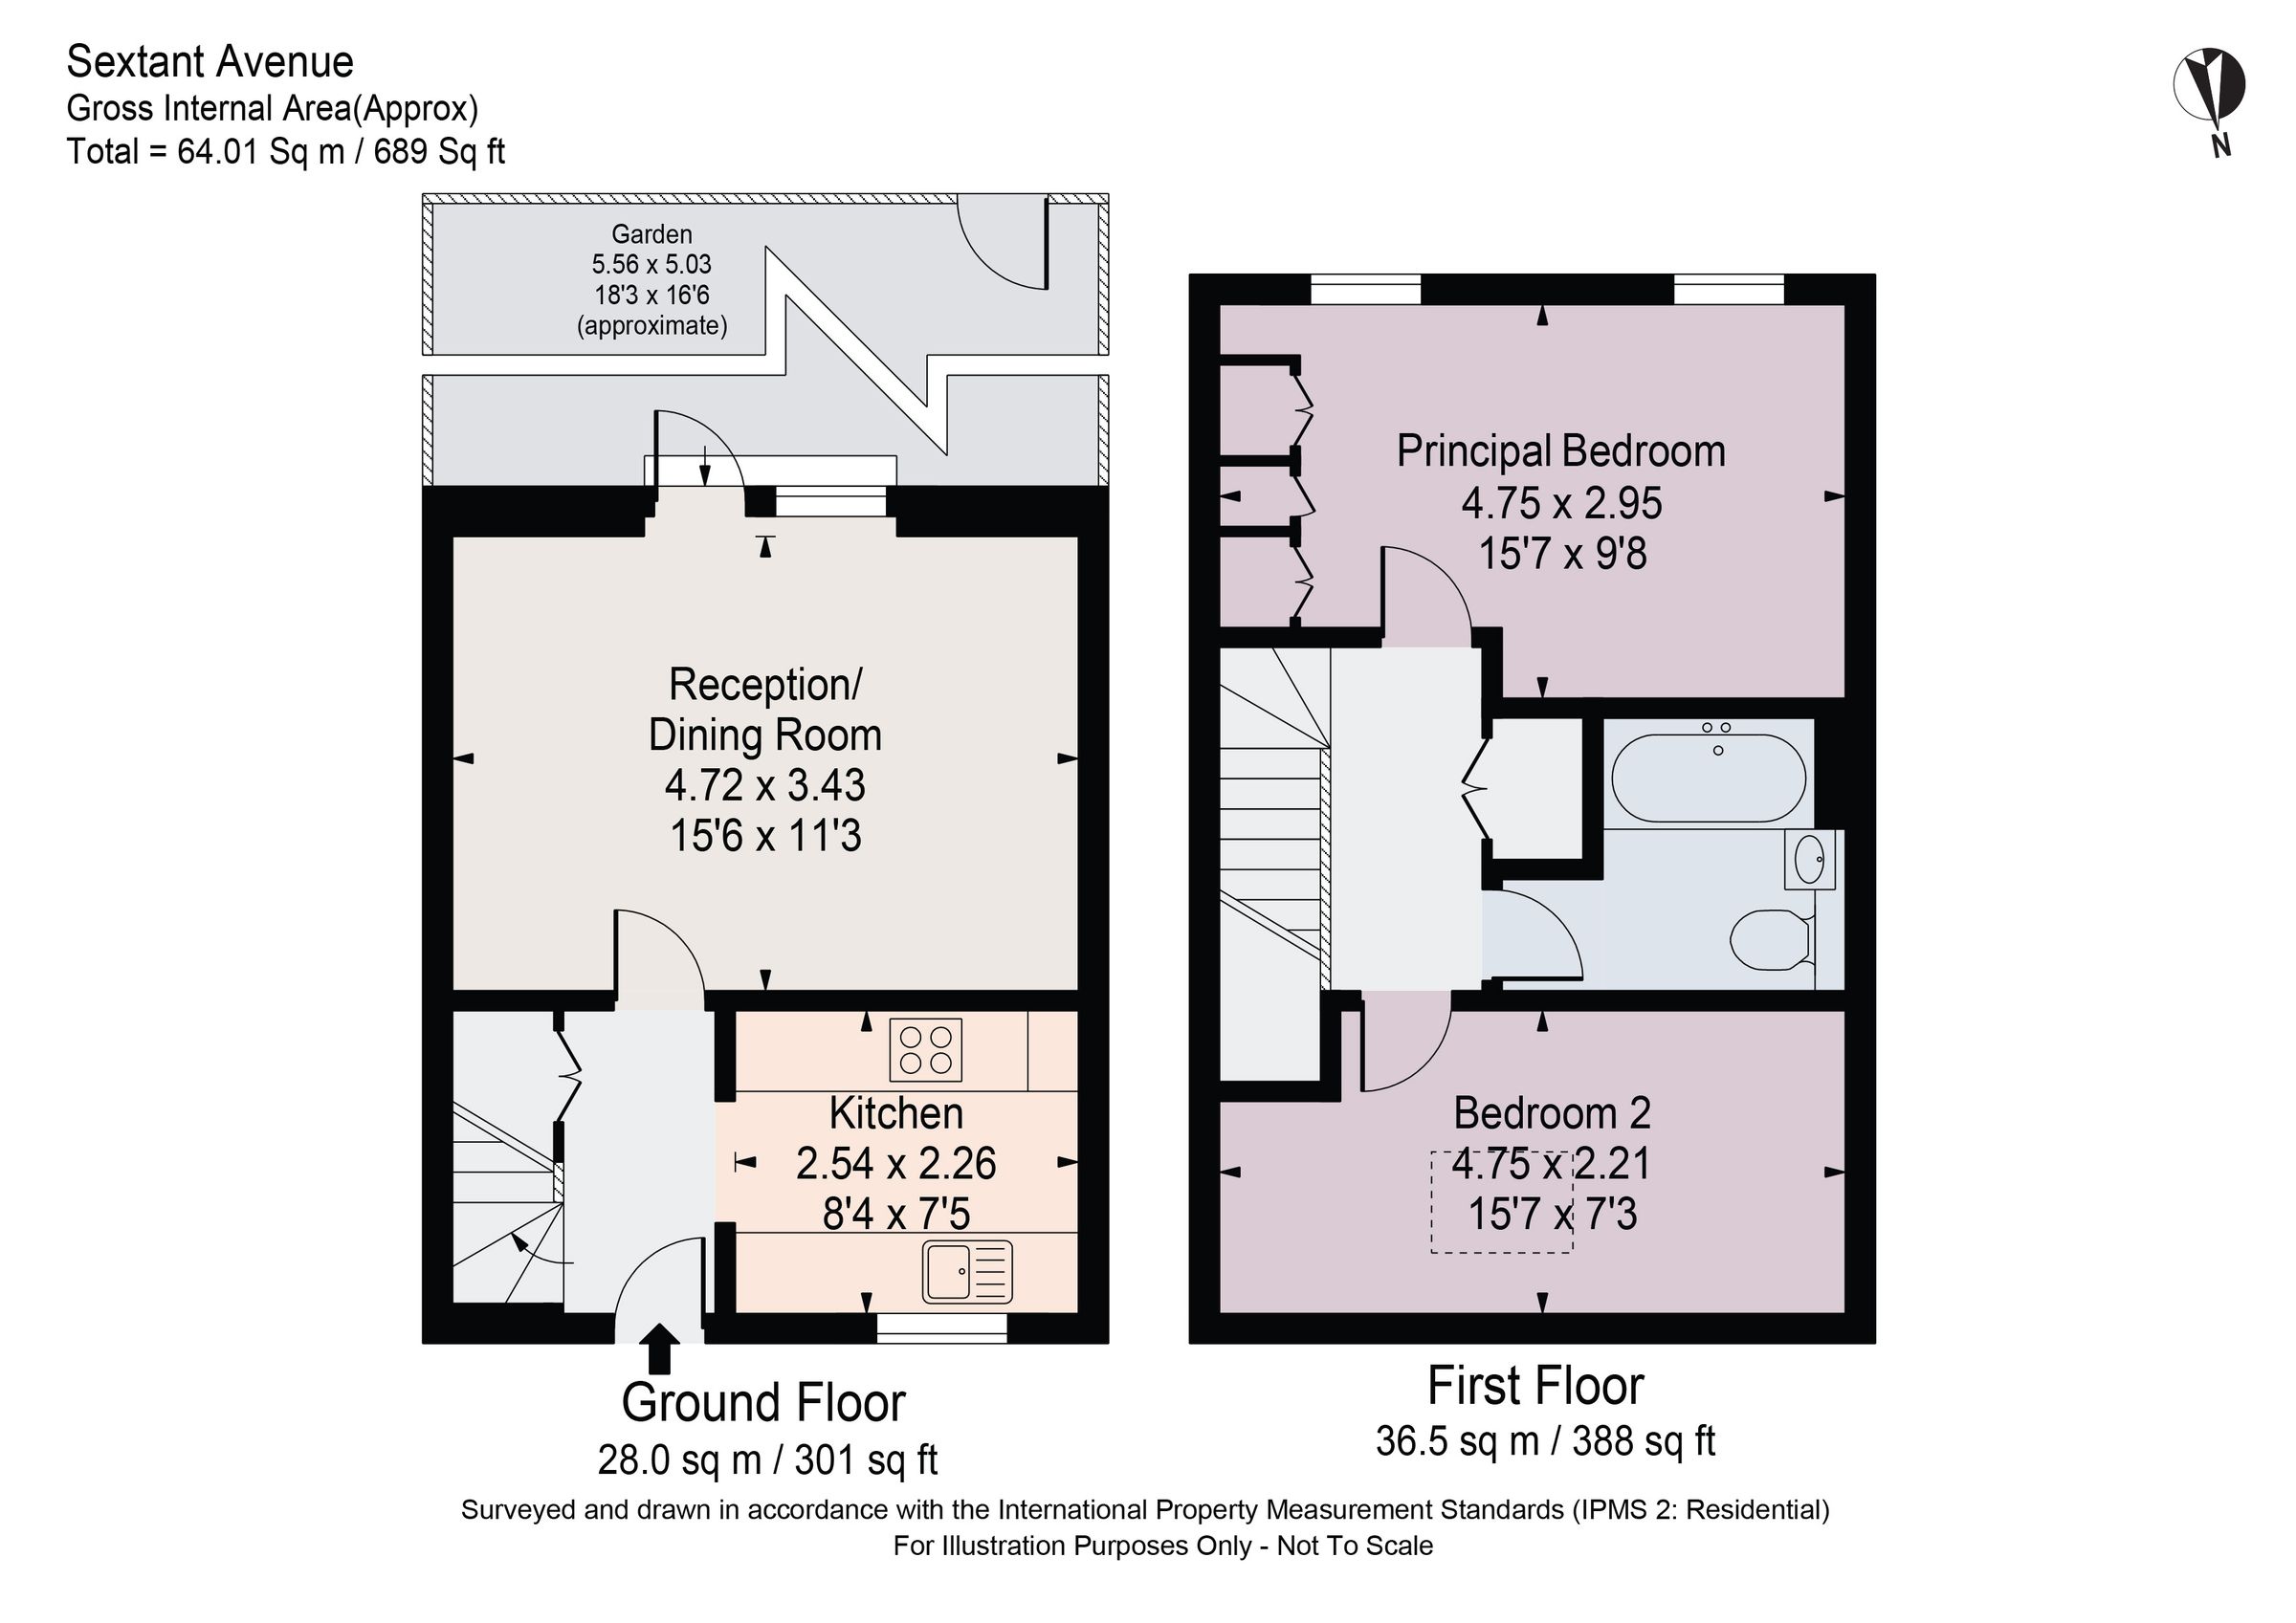 Sextant Avenue
Gross Internal Area(Approx)
Total = 64.01 Sq m / 689 Sq ft
N
Garden
5.56 x 5.03
18'3 x 16'6
(approximate)
Reception/
Dining Room
4.72 x 3.43
15'6 x 11'3
Kitchen
2.54 x 2.26
8'4 x 7'5
Ground Floor
28.0 sq m / 301 sq ft
Principal Bedroom
4.75 x 2.95
15'7 x 9'8
Bedroom 2
4.75 x 2.21
15'7 x 7'3
First Floor
36.5 sq m / 388 sq ft
Surveyed and drawn in accordance with the International Property Measurement Standards (IPMS 2: Residential)
For Illustration Purposes Only - Not To Scale